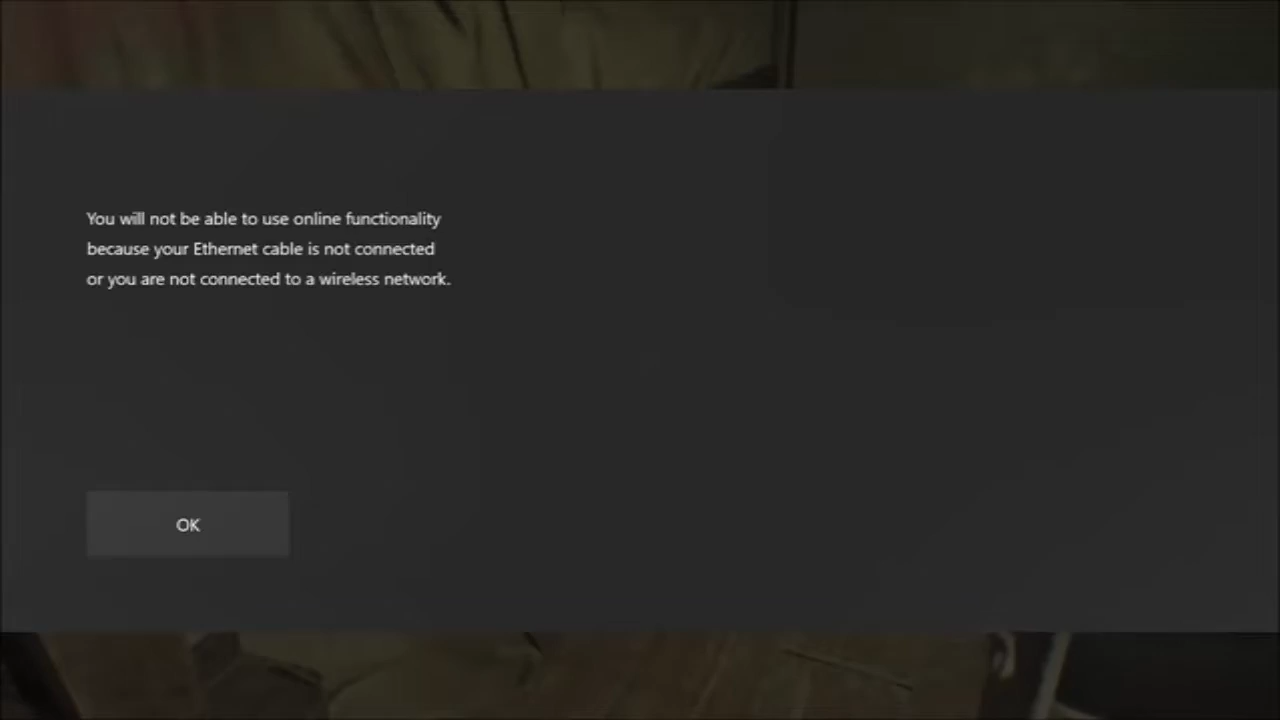 You will not be able to use online functionality
because your Ethernet cable is not connected
or you are not connected to a wireless network.
OK